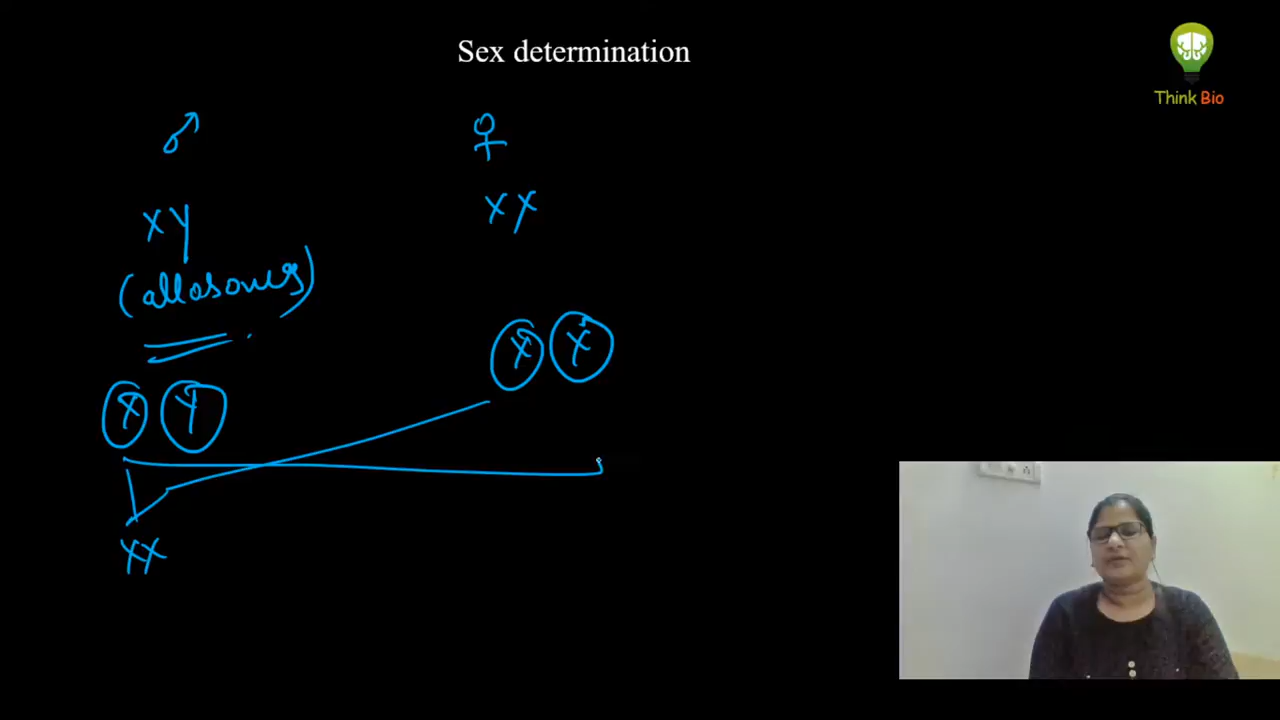 Sex determination
Think Bio
♂ ♀
XY XX
(allosomes)
X X
X Y
XX